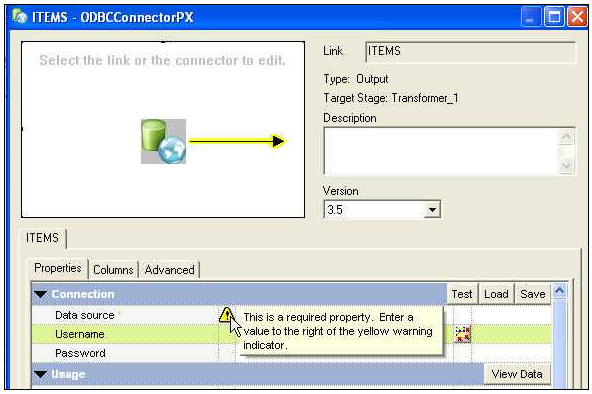 ITEMS - ODBCConnectorPX
Select the link or the connector to edit.
Link ITEMS
Type: Output
Target Stage: Transformer_1
Description
Version
3.5
ITEMS
Properties Columns Advanced
Connection Test Load Save
Data source *
This is a required property. Enter a
value to the right of the yellow warning
indicator.
Username
Password
Usage View Data